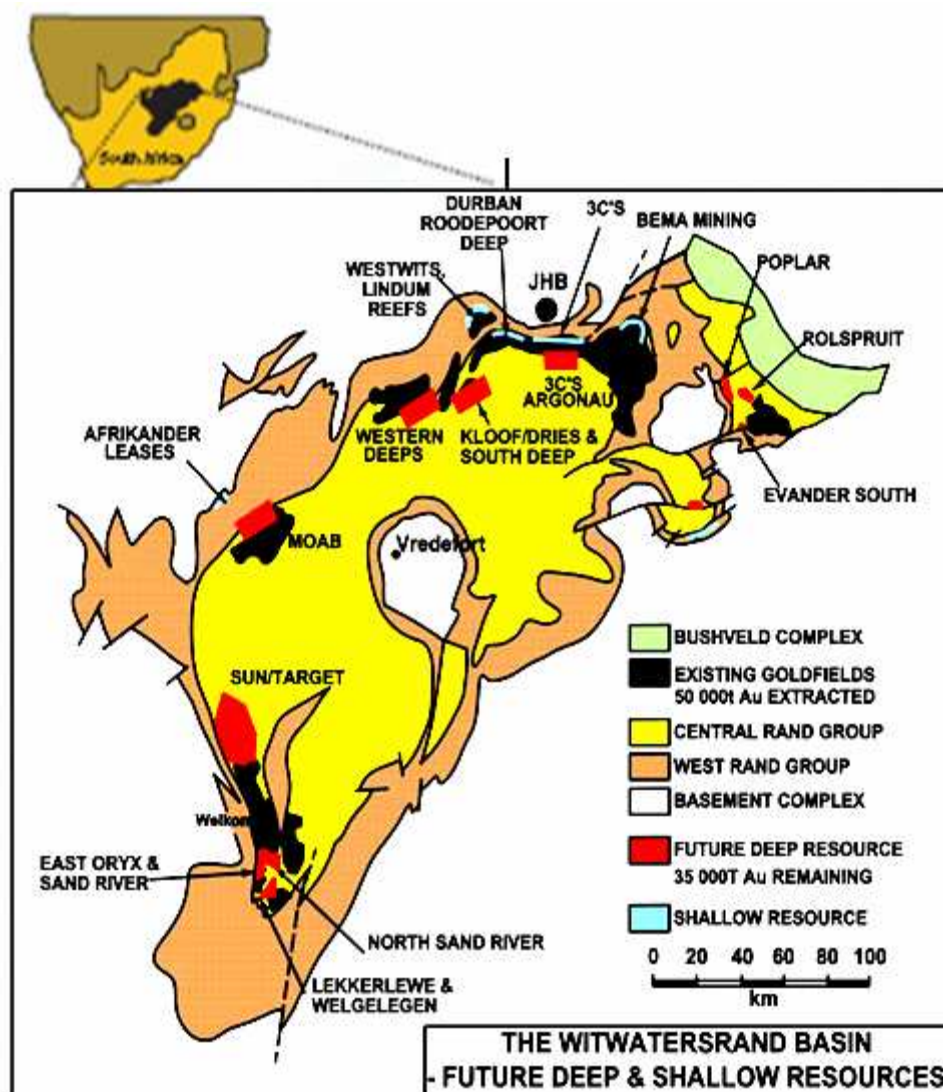 South Africa
DURBAN
ROODEPOORT
DEEP
3C'S
BEMA MINING
POPLAR
WESTWITS,
LINDUM
REEFS
JHB
ROLSPRUIT
3C'S
ARGONAU
WESTERN
DEEPS
KLOOF/DRIES &
SOUTH DEEP
AFRIKANDER
LEASES
EVANDER SOUTH
MOAB
Vredefort
SUN/TARGET
Welkom
EAST ORYX &
SAND RIVER
NORTH SAND RIVER
LEKKERLEWE &
WELGELEGEN
BUSHVELD COMPLEX
EXISTING GOLDFIELDS
50 000t Au EXTRACTED
CENTRAL RAND GROUP
WEST RAND GROUP
BASEMENT COMPLEX
FUTURE DEEP RESOURCE
35 000T Au REMAINING
SHALLOW RESOURCE
0 20 40 60 80 100
km
THE WITWATERSRAND BASIN
- FUTURE DEEP & SHALLOW RESOURCES